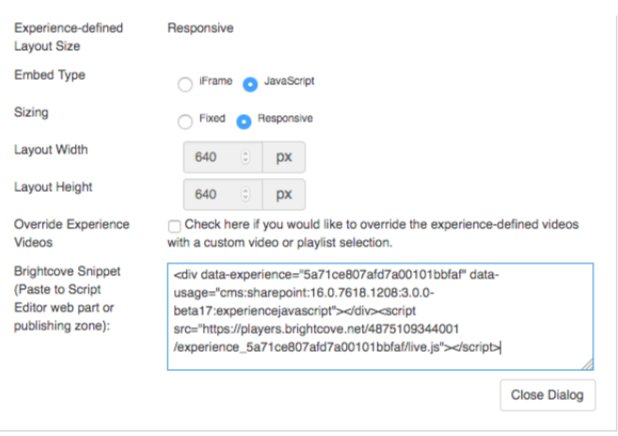 Experience-defined Layout Size
Responsive
Embed Type
iFrame
JavaScript
Sizing
Fixed
Responsive
Layout Width
640
px
Layout Height
640
px
Override Experience Videos
Check here if you would like to override the experience-defined videos
with a custom video or playlist selection.
Brightcove Snippet
(Paste to Script
Editor web part or
publishing zone):
<div data-experience="5a71ce807afd7a00101bbfaf" data-
usage="cms:sharepoint:16.0.7618.1208:3.0.0-
beta17:experiencejavascript"></div><script
src="https://players.brightcove.net/4875109344001
/experience_5a71ce807afd7a00101bbfaf/live.js"></script>
Close Dialog